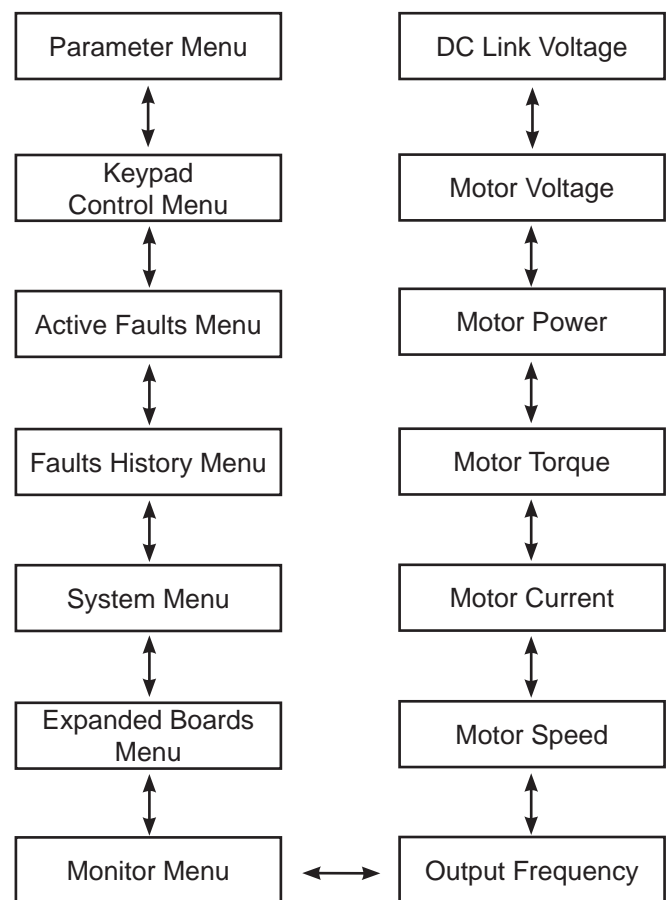 Parameter Menu
DC Link Voltage
Keypad
Control Menu
Motor Voltage
Active Faults Menu
Motor Power
Faults History Menu
Motor Torque
System Menu
Motor Current
Expanded Boards
Menu
Motor Speed
Monitor Menu
Output Frequency